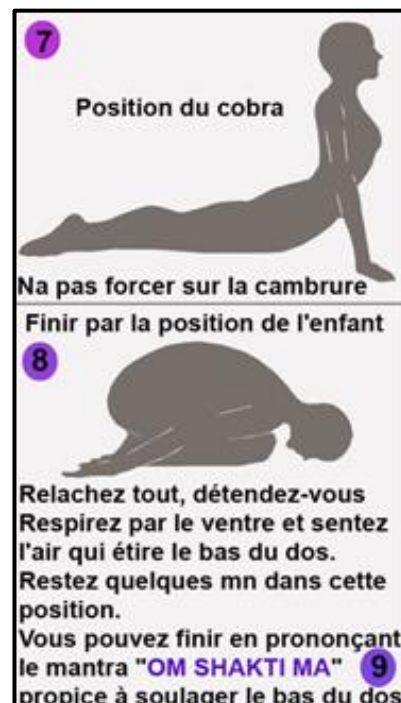 7
Position du cobra
Na pas forcer sur la cambrure
Finir par la position de l'enfant
8
Relachez tout, détendez-vous
Respirez par le ventre et sentez
l'air qui étire le bas du dos.
Restez quelques mn dans cette
position.
Vous pouvez finir en prononçant
le mantra "OM SHAKTI MA" 9
propice à soulager le bas du dos